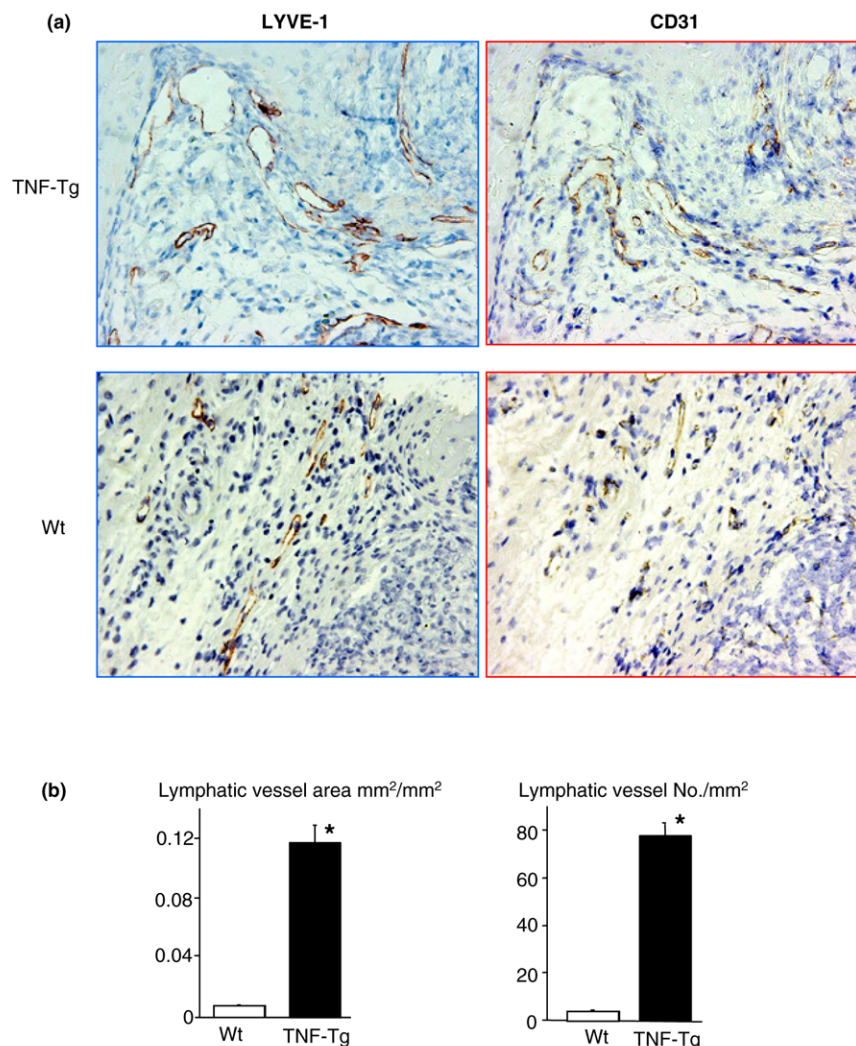 (a) LYVE-1 CD31
TNF-Tg
Wt
(b) Lymphatic vessel area mm²/mm² Lymphatic vessel No./mm²
0.12
0.08
0.04
0
Wt TNF-Tg
*
80
60
40
20
0
Wt TNF-Tg
*